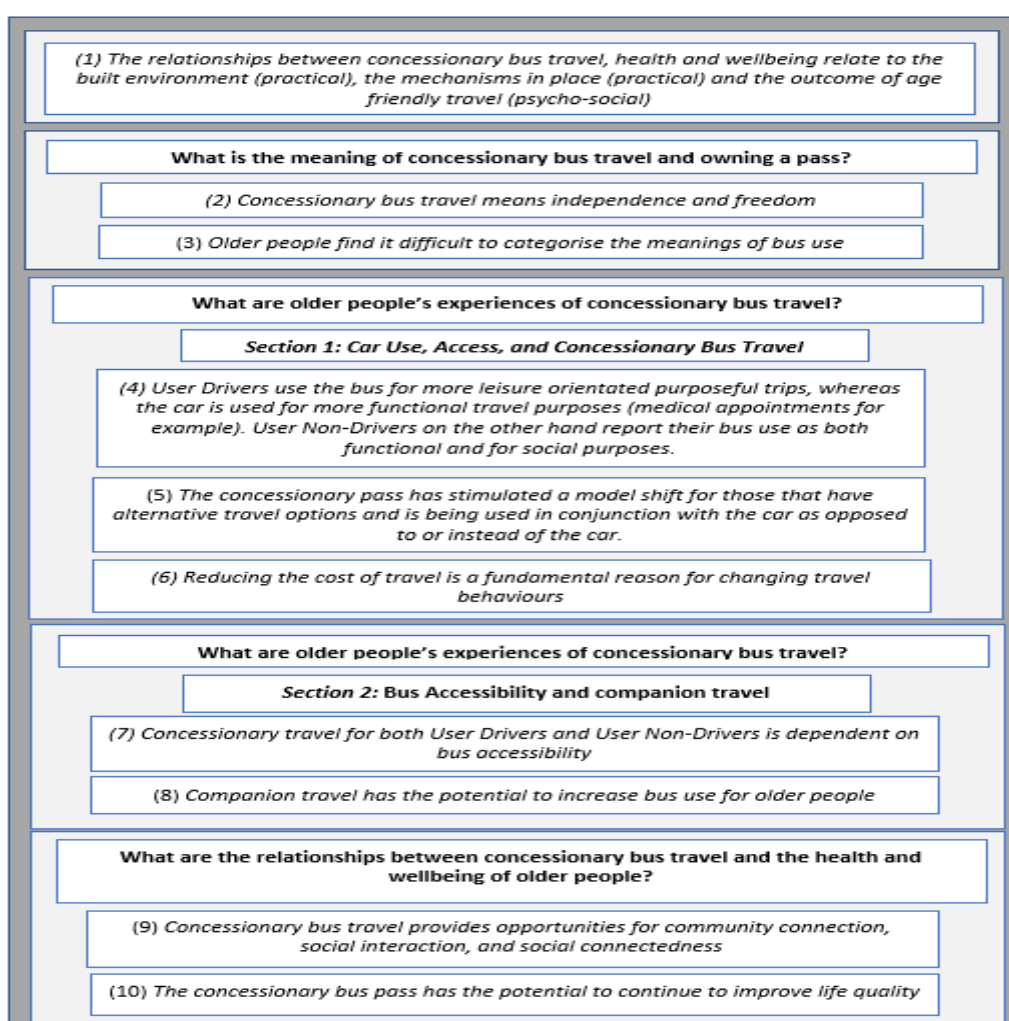 (1) The relationships between concessionary bus travel, health and wellbeing relate to the
built environment (practical), the mechanisms in place (practical) and the outcome of age
friendly travel (psycho-social)
What is the meaning of concessionary bus travel and owning a pass?
(2) Concessionary bus travel means independence and freedom
(3) Older people find it difficult to categorise the meanings of bus use
What are older people's experiences of concessionary bus travel?
Section 1: Car Use, Access, and Concessionary Bus Travel
(4) User Drivers use the bus for more leisure orientated purposeful trips, whereas
the car is used for more functional travel purposes (medical appointments for
example). User Non-Drivers on the other hand report their bus use as both
functional and for social purposes.
(5) The concessionary pass has stimulated a model shift for those that have
alternative travel options and is being used in conjunction with the car as opposed
to or instead of the car.
(6) Reducing the cost of travel is a fundamental reason for changing travel
behaviours
What are older people's experiences of concessionary bus travel?
Section 2: Bus Accessibility and companion travel
(7) Concessionary travel for both User Drivers and User Non-Drivers is dependent on
bus accessibility
(8) Companion travel has the potential to increase bus use for older people
What are the relationships between concessionary bus travel and the health and
wellbeing of older people?
(9) Concessionary bus travel provides opportunities for community connection,
social interaction, and social connectedness
(10) The concessionary bus pass has the potential to continue to improve life quality